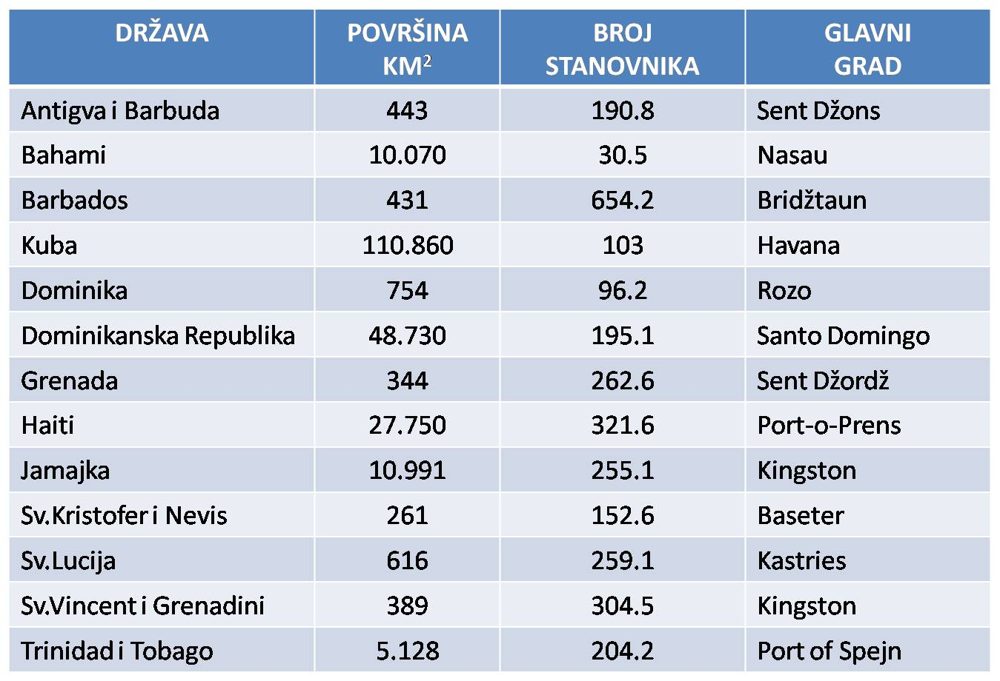 DRŽAVA POVRŠINA KM² BROJ STANOVNIKA GLAVNI GRAD
Antigva i Barbuda 443 190.8 Sent Džons
Bahami 10.070 30.5 Nasau
Barbados 431 654.2 Bridžtaun
Kuba 110.860 103 Havana
Dominika 754 96.2 Rozo
Dominikanska Republika 48.730 195.1 Santo Domingo
Grenada 344 262.6 Sent Džordž
Haiti 27.750 321.6 Port-o-Prens
Jamajka 10.991 255.1 Kingston
Sv.Kristofer i Nevis 261 152.6 Baseter
Sv.Lucija 616 259.1 Kastries
Sv.Vincent i Grenadini 389 304.5 Kingston
Trinidad i Tobago 5.128 204.2 Port of Spejn